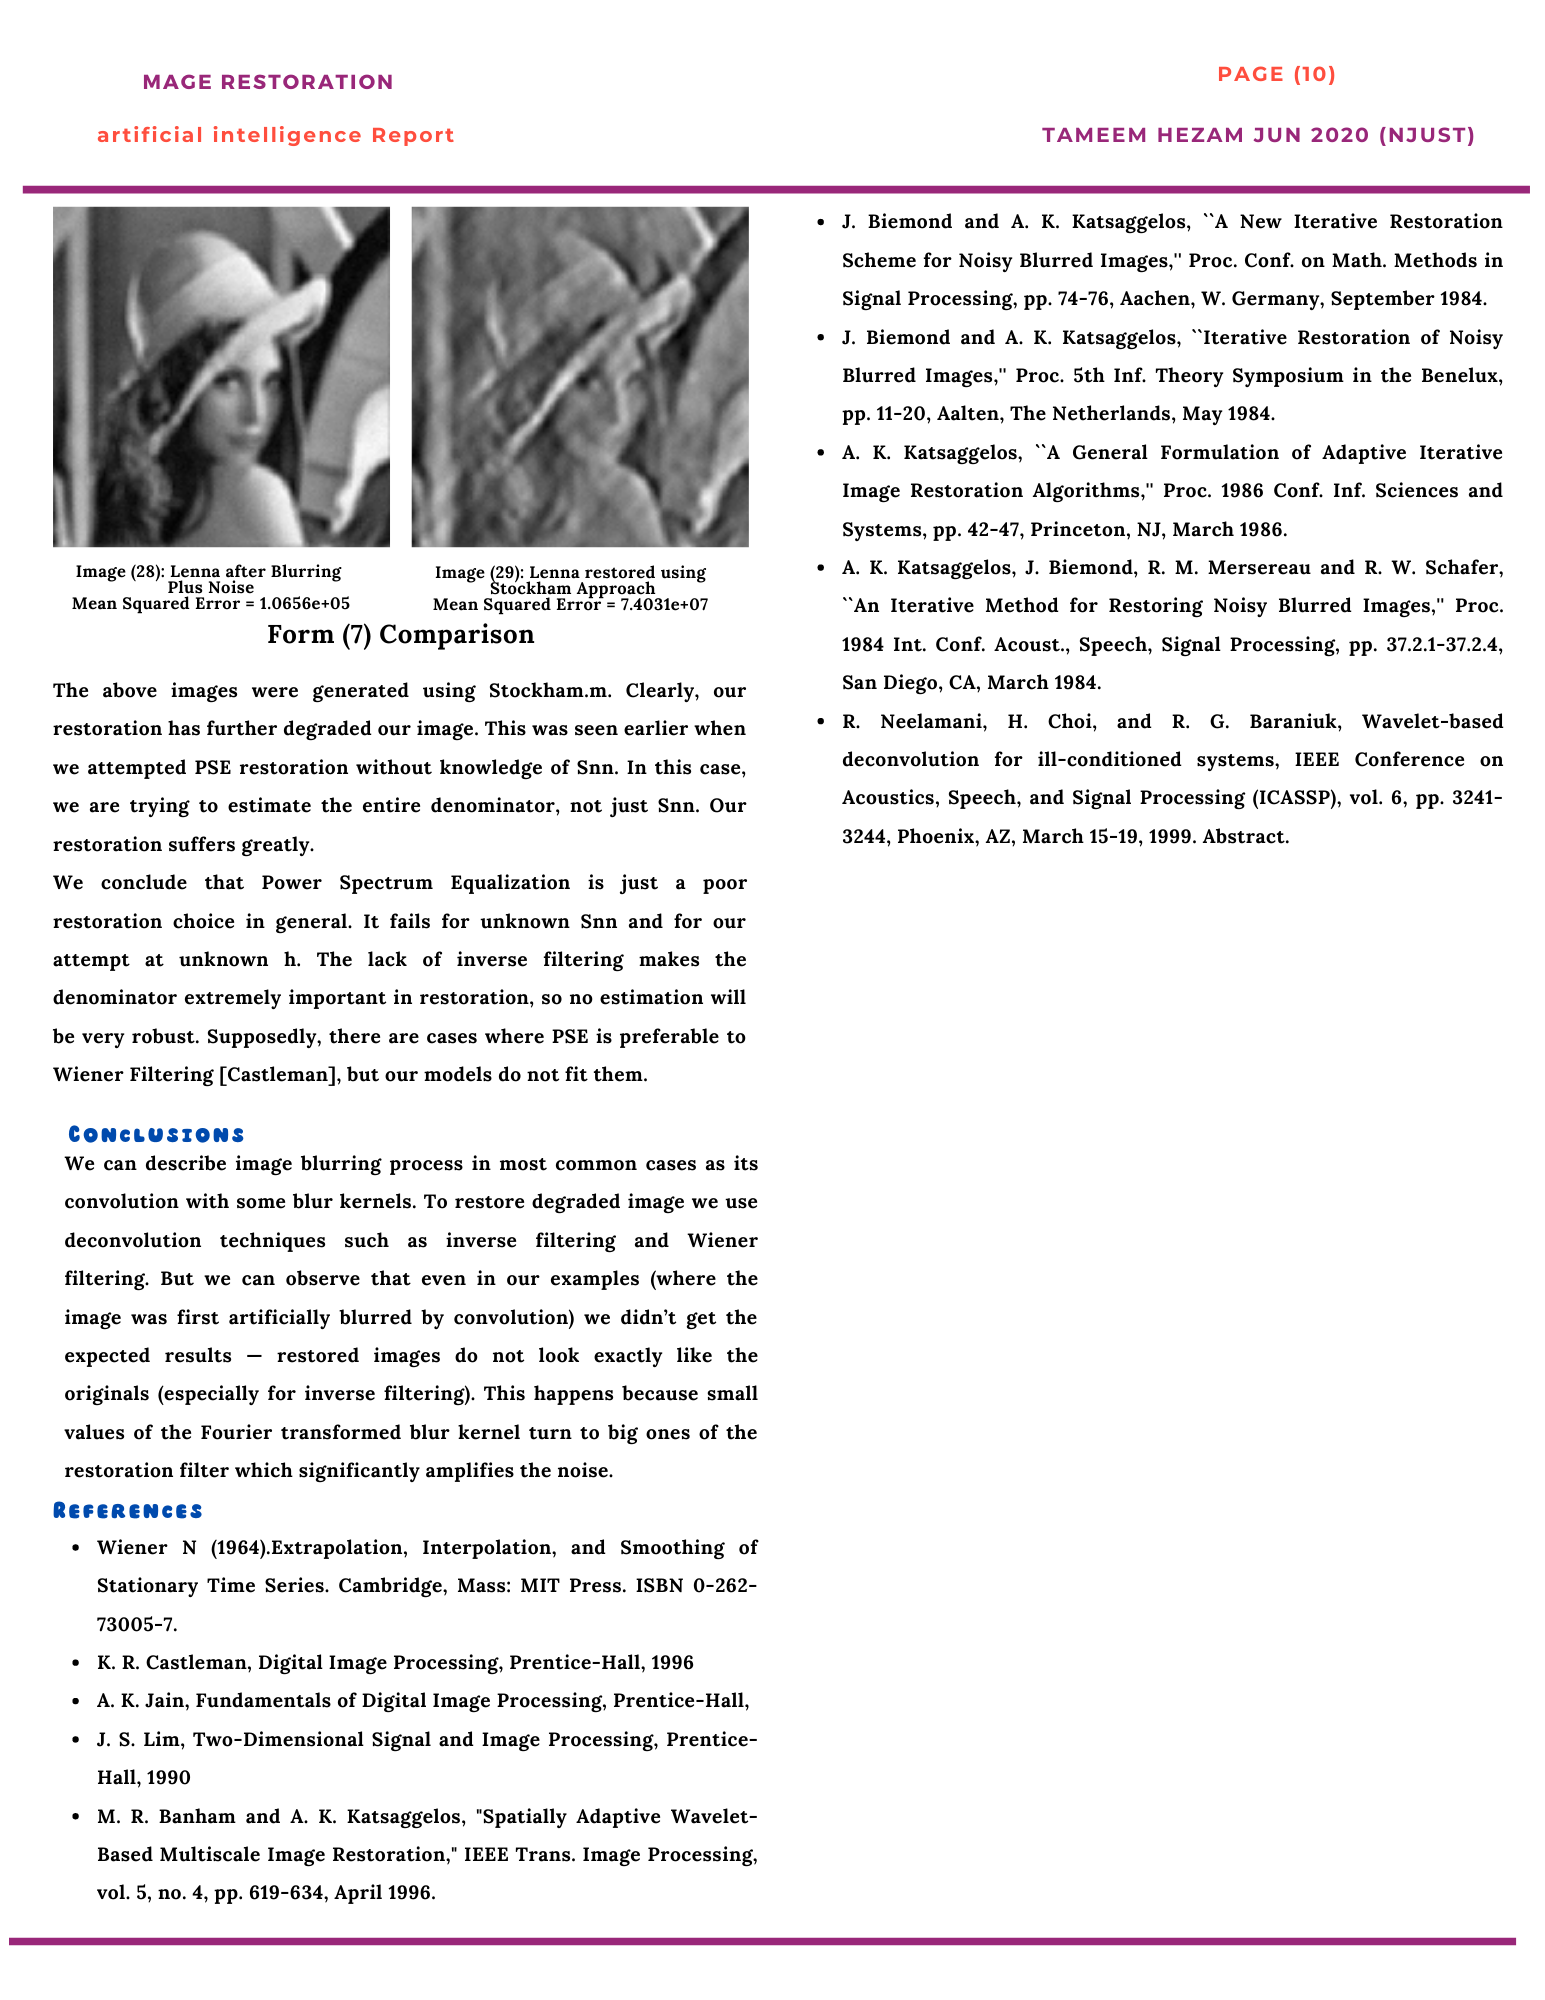 MAGE RESTORATION
PAGE (10)
artificial intelligence Report
TAMEEM HEZAM JUN 2020 (NJUST)
Image (28): Lenna after Blurring
Plus Noise
Mean Squared Error = 1.0656e+05
Image (29): Lenna restored using
Stockham Approach
Mean Squared Error = 7.4031e+07
Form (7) Comparison
The above images were generated using Stockham.m. Clearly, our
restoration has further degraded our image. This was seen earlier when
we attempted PSE restoration without knowledge of Snn. In this case,
we are trying to estimate the entire denominator, not just Snn. Our
restoration suffers greatly.
We conclude that Power Spectrum Equalization is just a poor
restoration choice in general. It fails for unknown Snn and for our
attempt at unknown h. The lack of inverse filtering makes the
denominator extremely important in restoration, so no estimation will
be very robust. Supposedly, there are cases where PSE is preferable to
Wiener Filtering [Castleman], but our models do not fit them.
Conclusions
We can describe image blurring process in most common cases as its
convolution with some blur kernels. To restore degraded image we use
deconvolution techniques such as inverse filtering and Wiener
filtering. But we can observe that even in our examples (where the
image was first artificially blurred by convolution) we didn’t get the
expected results — restored images do not look exactly like the
originals (especially for inverse filtering). This happens because small
values of the Fourier transformed blur kernel turn to big ones of the
restoration filter which significantly amplifies the noise.
References
• Wiener N (1964).Extrapolation, Interpolation, and Smoothing of
Stationary Time Series. Cambridge, Mass: MIT Press. ISBN 0-262-
73005-7.
• K. R. Castleman, Digital Image Processing, Prentice-Hall, 1996
• A. K. Jain, Fundamentals of Digital Image Processing, Prentice-Hall,
• J. S. Lim, Two-Dimensional Signal and Image Processing, Prentice-
Hall, 1990
• M. R. Banham and A. K. Katsaggelos, "Spatially Adaptive Wavelet-
Based Multiscale Image Restoration," IEEE Trans. Image Processing,
vol. 5, no. 4, pp. 619-634, April 1996.
• J. Biemond and A. K. Katsaggelos, ``A New Iterative Restoration
Scheme for Noisy Blurred Images,'' Proc. Conf. on Math. Methods in
Signal Processing, pp. 74-76, Aachen, W. Germany, September 1984.
• J. Biemond and A. K. Katsaggelos, ``Iterative Restoration of Noisy
Blurred Images,'' Proc. 5th Inf. Theory Symposium in the Benelux,
pp. 11-20, Aalten, The Netherlands, May 1984.
• A. K. Katsaggelos, ``A General Formulation of Adaptive Iterative
Image Restoration Algorithms,'' Proc. 1986 Conf. Inf. Sciences and
Systems, pp. 42-47, Princeton, NJ, March 1986.
• A. K. Katsaggelos, J. Biemond, R. M. Mersereau and R. W. Schafer,
``An Iterative Method for Restoring Noisy Blurred Images,'' Proc.
1984 Int. Conf. Acoust., Speech, Signal Processing, pp. 37.2.1-37.2.4,
San Diego, CA, March 1984.
• R. Neelamani, H. Choi, and R. G. Baraniuk, Wavelet-based
deconvolution for ill-conditioned systems, IEEE Conference on
Acoustics, Speech, and Signal Processing (ICASSP), vol. 6, pp. 3241-
3244, Phoenix, AZ, March 15-19, 1999. Abstract.